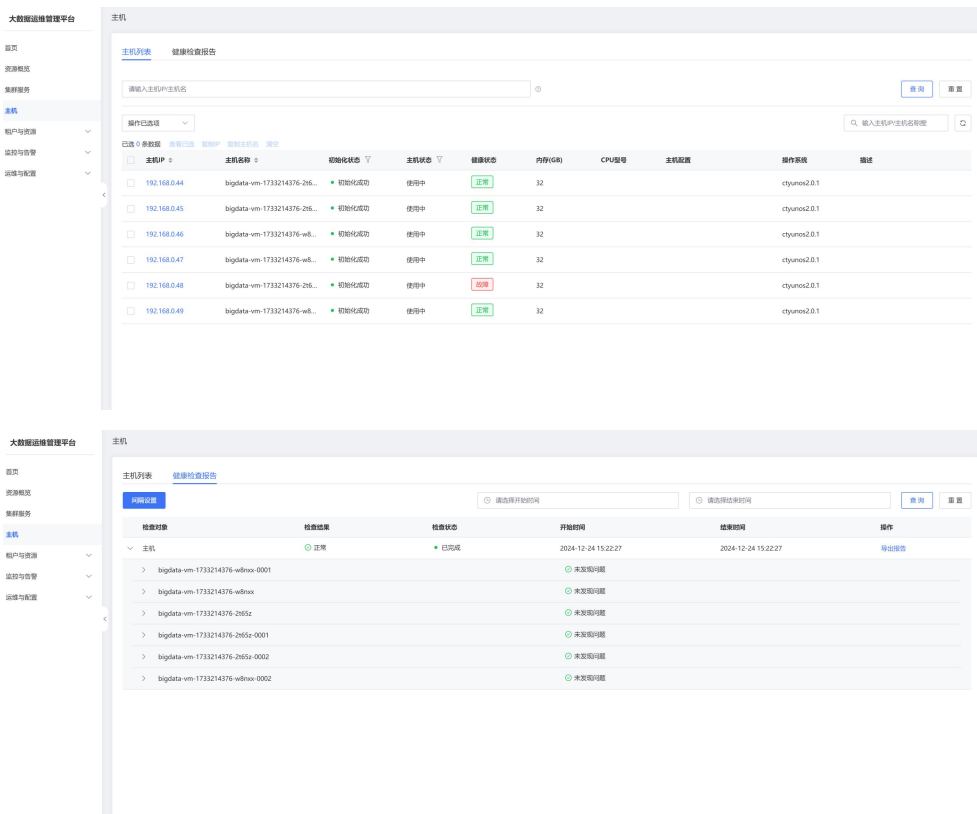 大数据运维管理平台
主机
首页
资源概览
集群服务
主机
租户与资源
监控与告警
运维与配置
主机列表 健康检查报告
请输入主机IP/主机名
查询 重置
操作已选项
输入主机IP/主机名称搜
已选 0 条数据 查看已选 复制IP 复制主机名 清空
主机IP 主机名称 初始化状态 主机状态 健康状态 内存(GB) CPU型号 主机配置 操作系统 描述
192.168.0.44 bigdata-vm-1733214376-2t6... 初始化成功 使用中 正常 32 ctyunos2.0.1
192.168.0.45 bigdata-vm-1733214376-2t6... 初始化成功 使用中 正常 32 ctyunos2.0.1
192.168.0.46 bigdata-vm-1733214376-w8... 初始化成功 使用中 正常 32 ctyunos2.0.1
192.168.0.47 bigdata-vm-1733214376-w8... 初始化成功 使用中 正常 32 ctyunos2.0.1
192.168.0.48 bigdata-vm-1733214376-2t6... 初始化成功 使用中 故障 32 ctyunos2.0.1
192.168.0.49 bigdata-vm-1733214376-w8... 初始化成功 使用中 正常 32 ctyunos2.0.1
大数据运维管理平台
主机
首页
资源概览
集群服务
主机
租户与资源
监控与告警
运维与配置
主机列表 健康检查报告
间隔设置 请选择开始时间 请选择结束时间 查询 重置
检查对象 检查结果 检查状态 开始时间 结束时间 操作
主机 正常 已完成 2024-12-24 15:22:27 2024-12-24 15:22:27 导出报告
bigdata-vm-1733214376-w8nxx-0001 未发现问题
bigdata-vm-1733214376-w8nxx 未发现问题
bigdata-vm-1733214376-2t65z 未发现问题
bigdata-vm-1733214376-2t65z-0001 未发现问题
bigdata-vm-1733214376-2t65z-0002 未发现问题
bigdata-vm-1733214376-w8nxx-0002 未发现问题